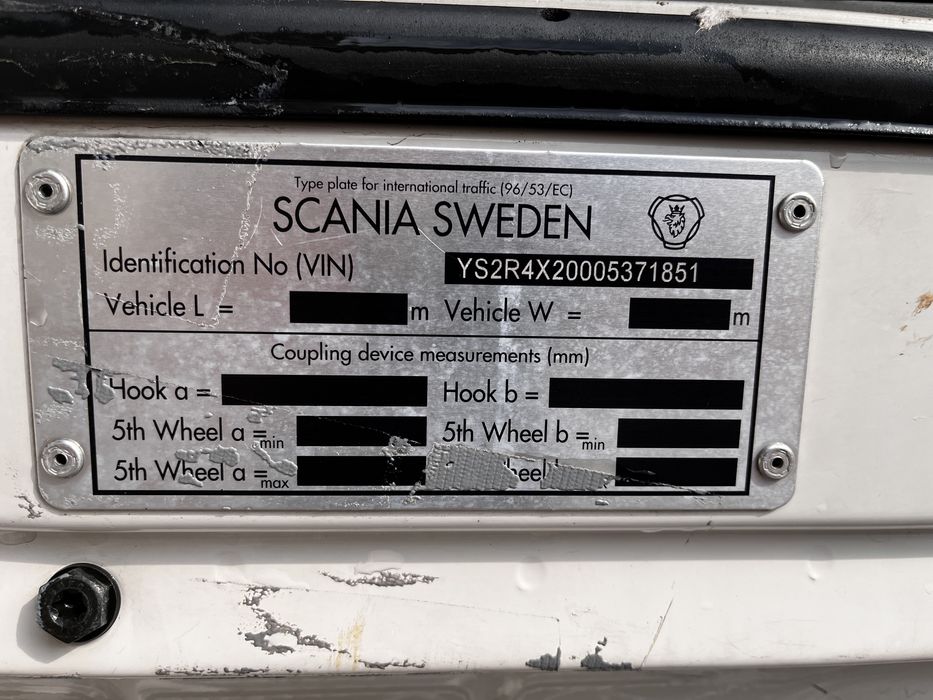 Type plate for international traffic (96/53/EC)
SCANIA SWEDEN
Identification No (VIN) YS2R4X20005371851
Vehicle L = m Vehicle W = m
Coupling device measurements (mm)
Hook a = Hook b =
5th Wheel a = min 5th Wheel b = min
5th Wheel a = max